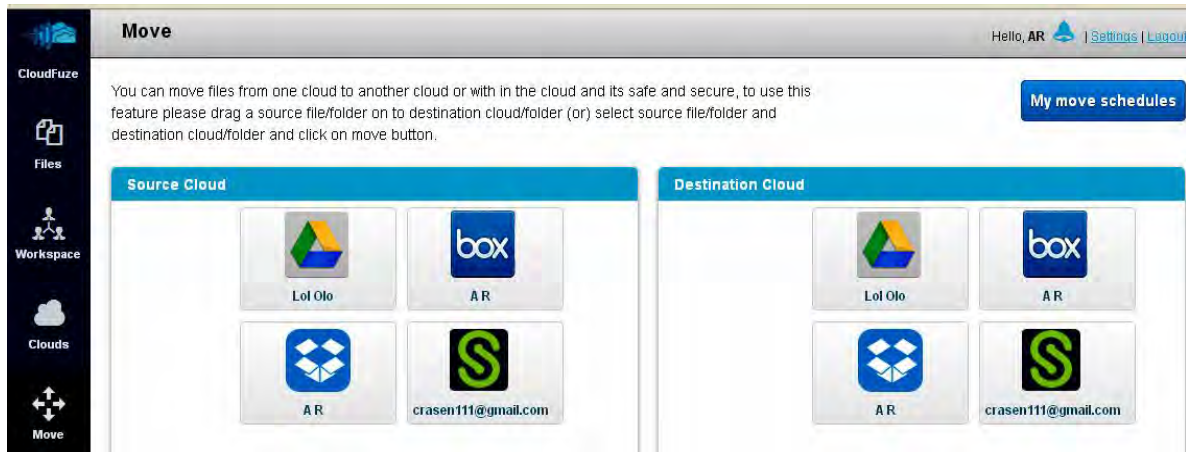 Move
Hello, AR | Settings | Logout
CloudFuze
You can move files from one cloud to another cloud or with in the cloud and its safe and secure, to use this
feature please drag a source file/folder on to destination cloud/folder (or) select source file/folder and
destination cloud/folder and click on move button.
My move schedules
Files
Workspace
Clouds
Move
Source Cloud
box
Lol Olo
A R
A R
crasen111@gmail.com
Destination Cloud
box
Lol Olo
A R
A R
crasen111@gmail.com